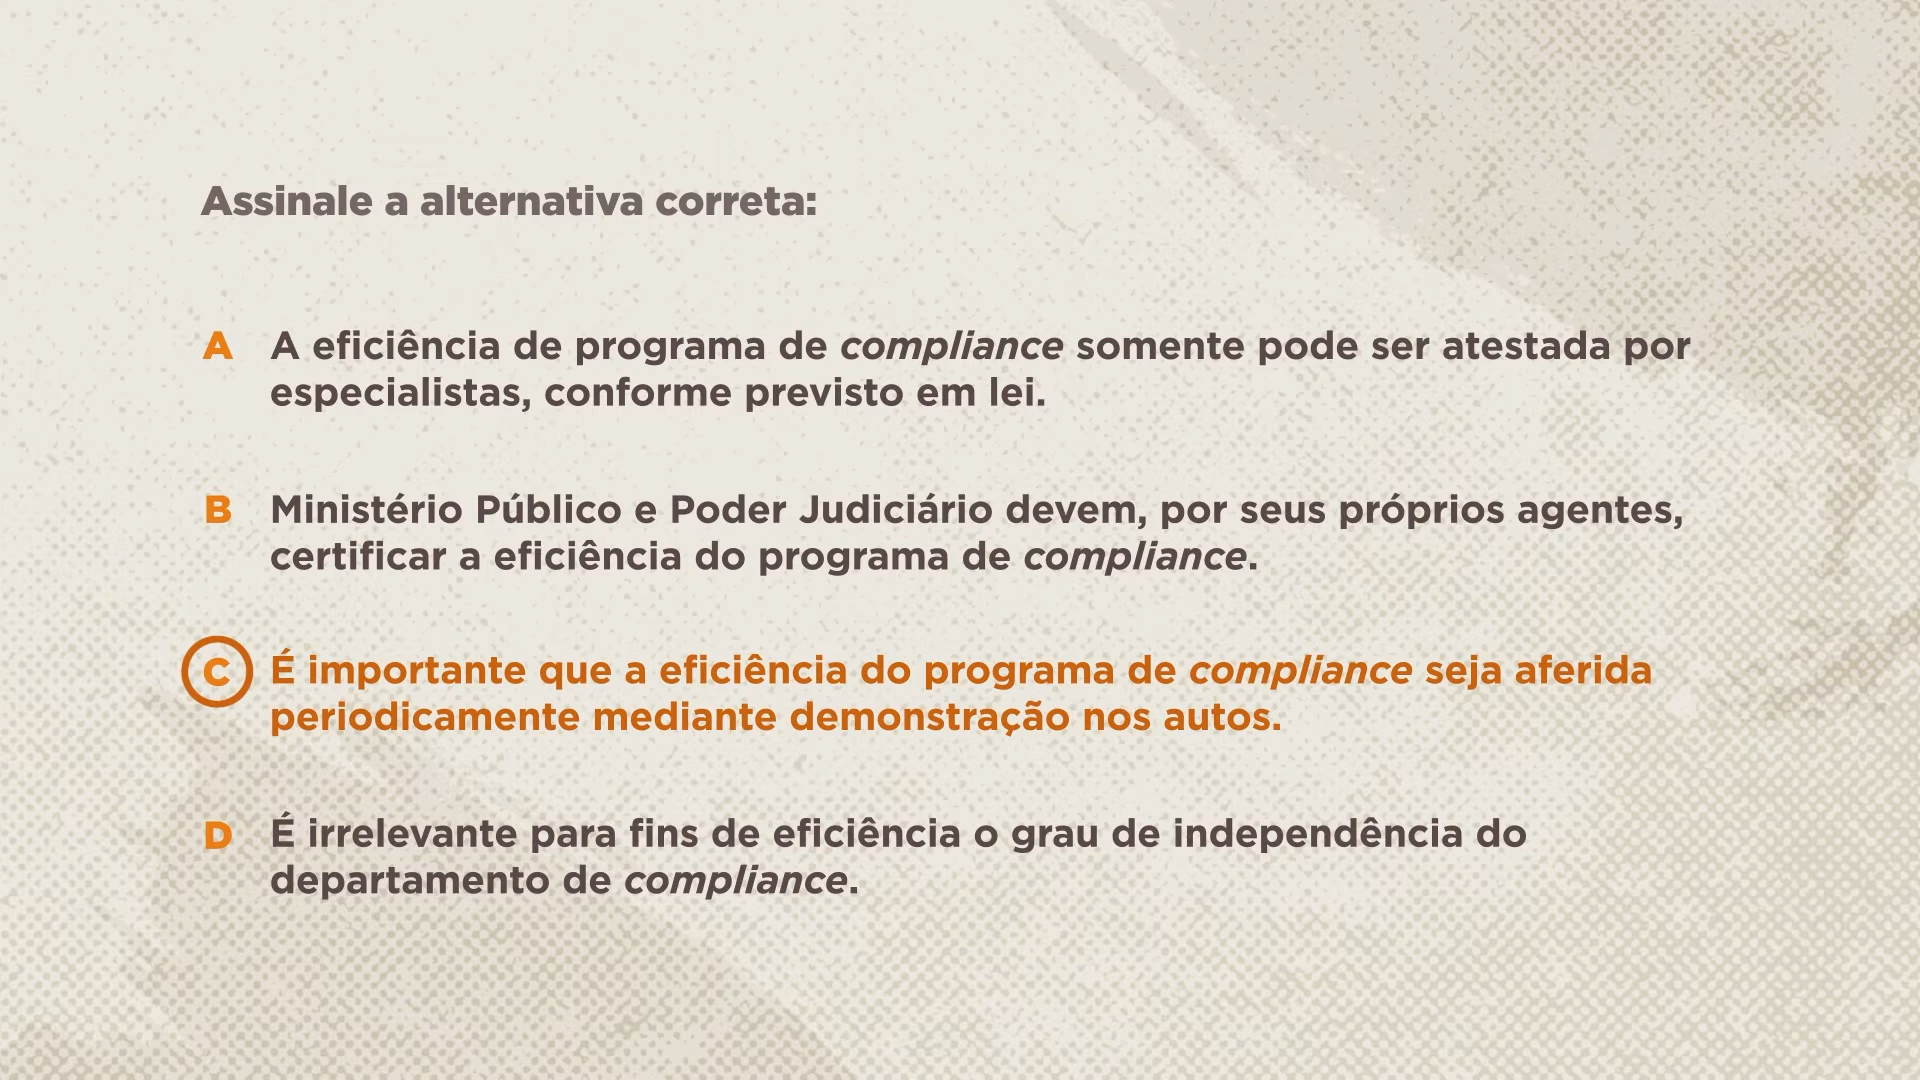 Assinale a alternativa correta:
A A eficiência de programa de compliance somente pode ser atestada por
especialistas, conforme previsto em lei.
B Ministério Público e Poder Judiciário devem, por seus próprios agentes,
certificar a eficiência do programa de compliance.
C É importante que a eficiência do programa de compliance seja aferida
periodicamente mediante demonstração nos autos.
D É irrelevante para fins de eficiência o grau de independência do
departamento de compliance.